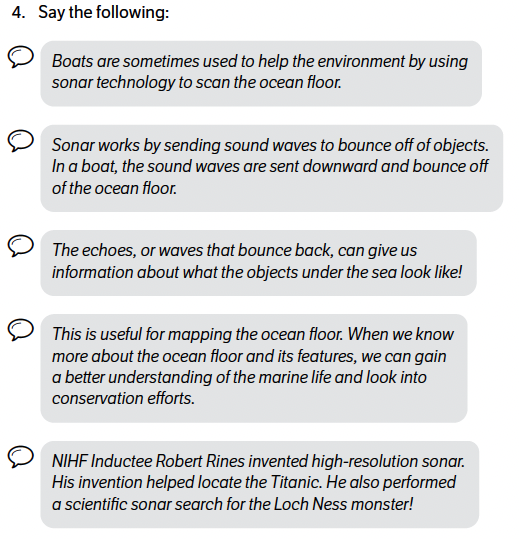 4. Say the following:
Boats are sometimes used to help the environment by using
sonar technology to scan the ocean floor.
Sonar works by sending sound waves to bounce off of objects.
In a boat, the sound waves are sent downward and bounce off
of the ocean floor.
The echoes, or waves that bounce back, can give us
information about what the objects under the sea look like!
This is useful for mapping the ocean floor. When we know
more about the ocean floor and its features, we can gain
a better understanding of the marine life and look into
conservation efforts.
NIHF Inductee Robert Rines invented high-resolution sonar.
His invention helped locate the Titanic. He also performed
a scientific sonar search for the Loch Ness monster!